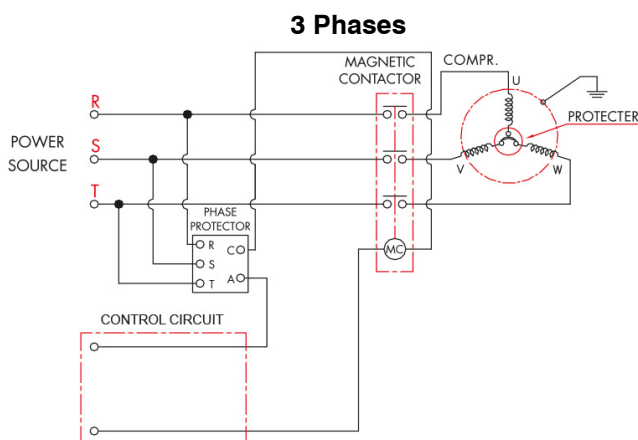 3 Phases
MAGNETIC
CONTACTOR
COMPR.
U
R
POWER
SOURCE
S
T
PROTECTER
V
W
PHASE
PROTECTOR
R
C
S
T
A
MC
CONTROL CIRCUIT